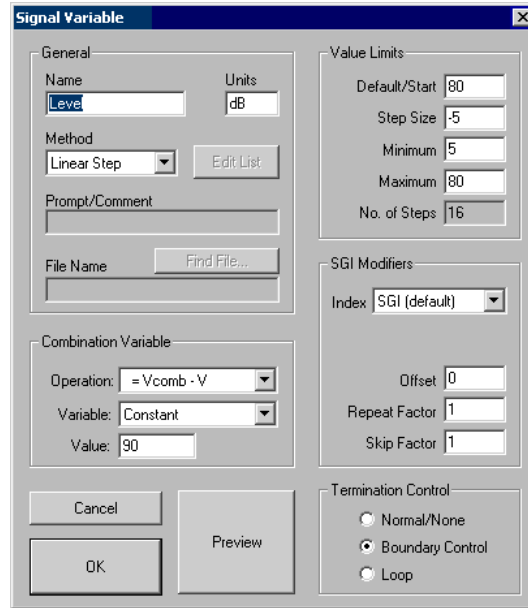 Signal Variable
General
Name
Units
Level
dB
Method
Linear Step
Edit List
Prompt/Comment
File Name
Find File...
Combination Variable
Operation: = Vcomb - V
Variable: Constant
Value: 90
Cancel
OK
Preview
Value Limits
Default/Start 80
Step Size -5
Minimum 5
Maximum 80
No. of Steps 16
SGI Modifiers
Index SGI (default)
Offset 0
Repeat Factor 1
Skip Factor 1
Termination Control
Normal/None
Boundary Control
Loop